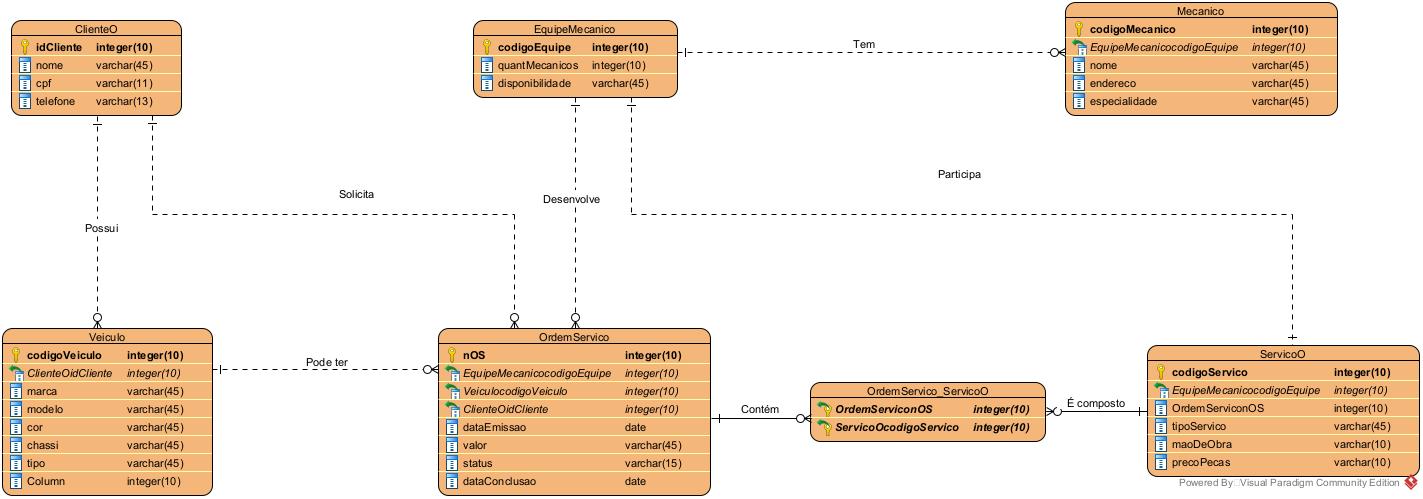 ClienteO
idCliente integer(10)
nome varchar(45)
cpf varchar(11)
telefone varchar(13)
EquipeMecanico
codigoEquipe integer(10)
quantMecanicos integer(10)
disponibilidade varchar(45)
Tem
Mecanico
codigoMecanico integer(10)
EquipeMecanicocodigoEquipe integer(10)
nome varchar(45)
endereco varchar(45)
especialidade varchar(45)
Possui
Solicita
Desenvolve
Participa
Veiculo
codigoVeiculo integer(10)
ClienteOidCliente integer(10)
marca varchar(45)
modelo varchar(45)
cor varchar(45)
chassi varchar(45)
tipo varchar(45)
Column integer(10)
Pode ter
OrdemServico
nOS integer(10)
EquipeMecanicocodigoEquipe integer(10)
VeiculocodigoVeiculo integer(10)
ClienteOidCliente integer(10)
dataEmissao date
valor varchar(45)
status varchar(15)
dataConclusao date
Contém
OrdemServico_ServicoO
OrdemServiconOS integer(10)
ServicoOcodigoServico integer(10)
É composto
ServicoO
codigoServico integer(10)
EquipeMecanicocodigoEquipe integer(10)
OrdemServiconOS integer(10)
tipoServico varchar(45)
maoDeObra varchar(10)
precoPecas varchar(10)
Powered By Visual Paradigm Community Edition